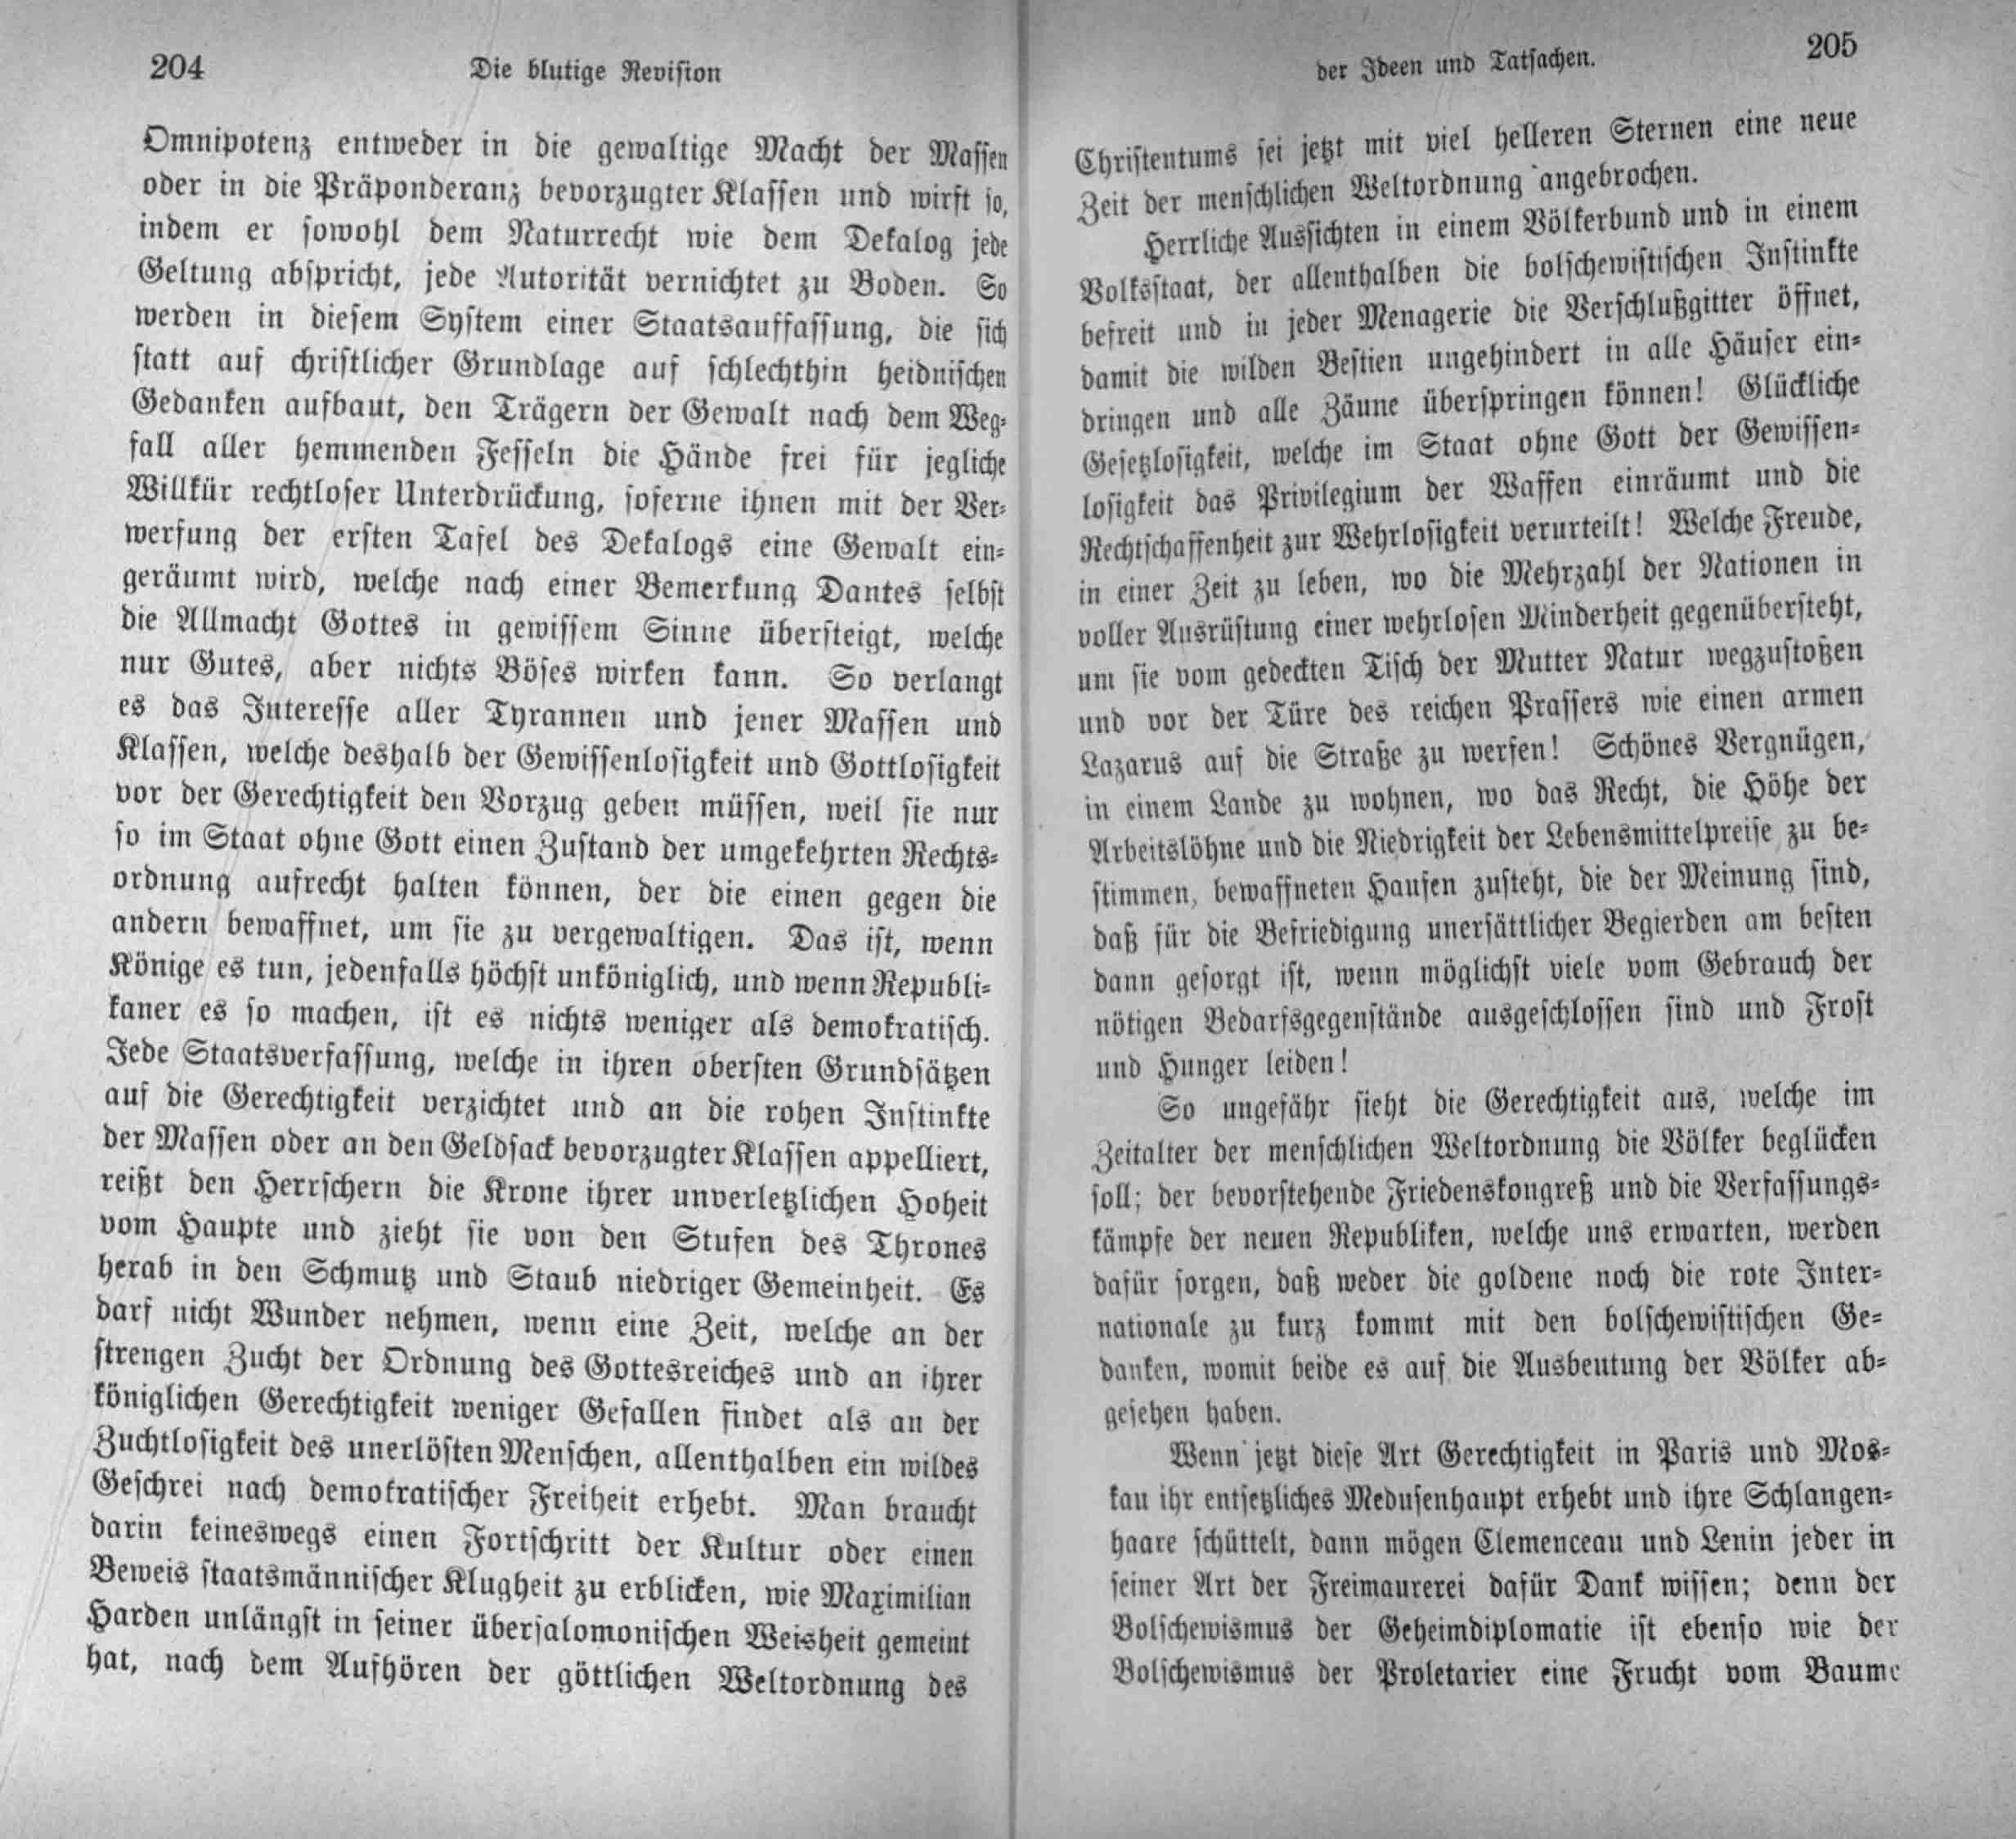 204
Die blutige Revision
Omnipotenz entweder in die gewaltige Macht der Massen
oder in die Präponderanz bevorzugter Klassen und wirft so,
indem er sowohl dem Naturrecht wie dem Dekalog jede
Geltung abspricht, jede Autorität vernichtet zu Boden. So
werden in diesem System einer Staatsauffassung, die sich
statt auf christlicher Grundlage auf schlechthin heidnischen
Gedanken aufbaut, den Trägern der Gewalt nach dem Weg-
fall aller hemmenden Fesseln die Hände frei für jegliche
Willkür rechtloser Unterdrückung, soferne ihnen mit der Ver-
werfung der ersten Tafel des Dekalogs eine Gewalt ein-
geräumt wird, welche nach einer Bemerkung Dantes selbst
die Allmacht Gottes in gewissem Sinne übersteigt, welche
nur Gutes, aber nichts Böses wirken kann. So verlangt
es das Interesse aller Tyrannen und jener Massen und
Klassen, welche deshalb der Gewissenlosigkeit und Gottlosigkeit
vor der Gerechtigkeit den Vorzug geben müssen, weil sie nur
so im Staat ohne Gott einen Zustand der umgekehrten Rechts-
ordnung aufrecht halten können, der die einen gegen die
andern bewaffnet, um sie zu vergewaltigen. Das ist, wenn
Könige es tun, jedenfalls höchst unköniglich, und wenn Republi-
kaner es so machen, ist es nichts weniger als demokratisch.
Jede Staatsverfassung, welche in ihren obersten Grundsätzen
auf die Gerechtigkeit verzichtet und an die rohen Instinkte
der Massen oder an den Geldsack bevorzugter Klassen appelliert,
reißt den Herrschern die Krone ihrer unverletzlichen Hoheit
vom Haupte und zieht sie von den Stufen des Thrones
herab in den Schmutz und Staub niedriger Gemeinheit. Es
darf nicht Wunder nehmen, wenn eine Zeit, welche an der
strengen Zucht der Ordnung des Gottesreiches und an ihrer
königlichen Gerechtigkeit weniger Gefallen findet als an der
Zuchtlosigkeit des unerlösten Menschen, allenthalben ein wildes
Geschrei nach demokratischer Freiheit erhebt. Man braucht
darin keineswegs einen Fortschritt der Kultur oder einen
Beweis staatsmännischer Klugheit zu erblicken, wie Maximilian
Harden unlängst in seiner übersalomonischen Weisheit gemeint
hat, nach dem Aufhören der göttlichen Weltordnung des
der Ideen und Tatsachen.
205
Christentums sei jetzt mit viel helleren Sternen eine neue
Zeit der menschlichen Weltordnung angebrochen.
Herrliche Aussichten in einem Völkerbund und in einem
Volksstaat, der allenthalben die bolschewistischen Instinkte
befreit und in jeder Menagerie die Verschlußgitter öffnet,
damit die wilden Bestien ungehindert in alle Häuser ein-
dringen und alle Zäune überspringen können! Glückliche
Gesetzlosigkeit, welche im Staat ohne Gott der Gewissen-
losigkeit das Privilegium der Waffen einräumt und die
Rechtschaffenheit zur Wehrlosigkeit verurteilt! Welche Freude,
in einer Zeit zu leben, wo die Mehrzahl der Nationen in
voller Ausrüstung einer wehrlosen Minderheit gegenübersteht,
um sie vom gedeckten Tisch der Mutter Natur wegzustoßen
und vor der Türe des reichen Prassers wie einen armen
Lazarus auf die Straße zu werfen! Schönes Vergnügen,
in einem Lande zu wohnen, wo das Recht, die Höhe der
Arbeitslöhne und die Niedrigkeit der Lebensmittelpreise zu be-
stimmen, bewaffneten Haufen zusteht, die der Meinung sind,
daß für die Befriedigung unersättlicher Begierden am besten
dann gesorgt ist, wenn möglichst viele vom Gebrauch der
nötigen Bedarfsgegenstände ausgeschlossen sind und Frost
und Hunger leiden!
So ungefähr sieht die Gerechtigkeit aus, welche im
Zeitalter der menschlichen Weltordnung die Völker beglücken
soll; der bevorstehende Friedenskongreß und die Verfassungs-
kämpfe der neuen Republiken, welche uns erwarten, werden
dafür sorgen, daß weder die goldene noch die rote Inter-
nationale zu kurz kommt mit den bolschewistischen Ge-
danken, womit beide es auf die Ausbeutung der Völker ab-
gesehen haben.
Wenn jetzt diese Art Gerechtigkeit in Paris und Mos-
kau ihr entsetzliches Medusenhaupt erhebt und ihre Schlangen-
haare schüttelt, dann mögen Clemenceau und Lenin jeder in
seiner Art der Freimaurerei dafür Dank wissen; denn der
Bolschewismus der Geheimdiplomatie ist ebenso wie der
Bolschewismus der Proletarier eine Frucht vom Baume